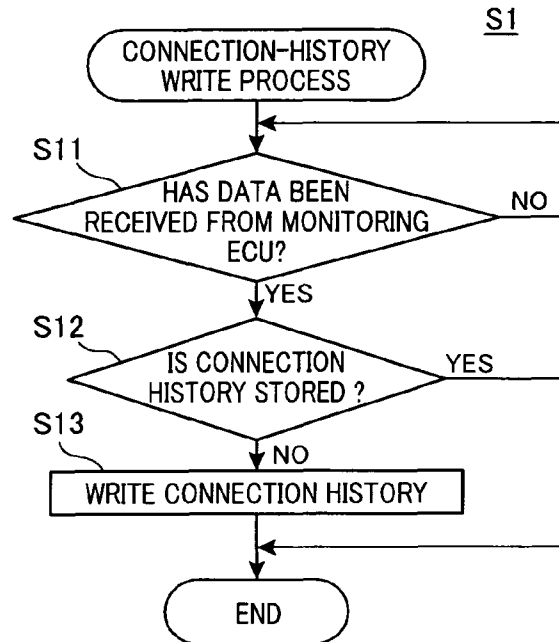 S1
CONNECTION-HISTORY
WRITE PROCESS
S11
HAS DATA BEEN
RECEIVED FROM MONITORING
ECU?
NO
YES
S12
IS CONNECTION
HISTORY STORED ?
YES
NO
S13
WRITE CONNECTION HISTORY
END